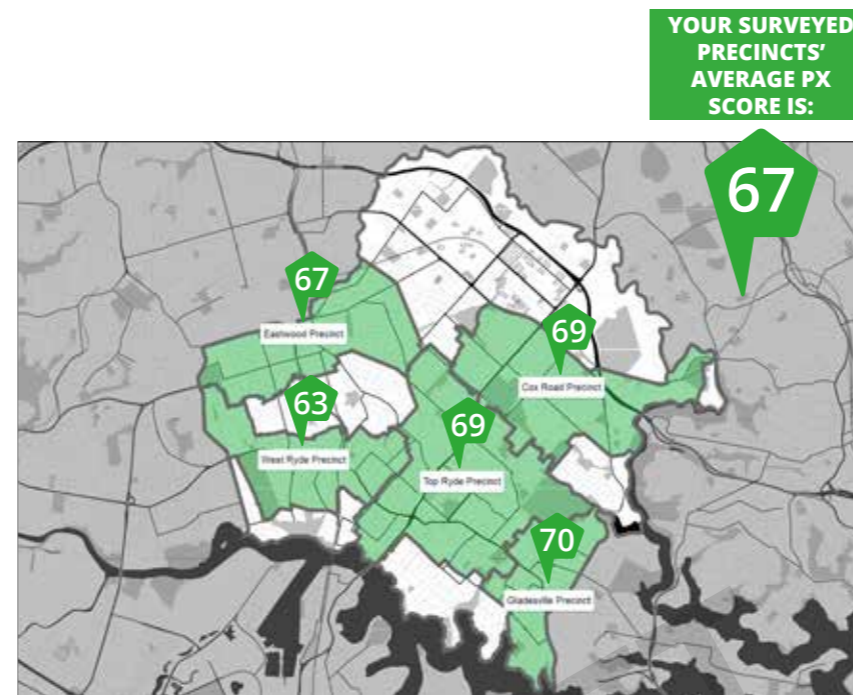 YOUR SURVEYED
PRECINCTS'
AVERAGE PX
SCORE IS:
67
67
Eastwood Precinct
69
Cox Road Precinct
63
West Ryde Precinct
69
Top Ryde Precinct
70
Gladesville Precinct